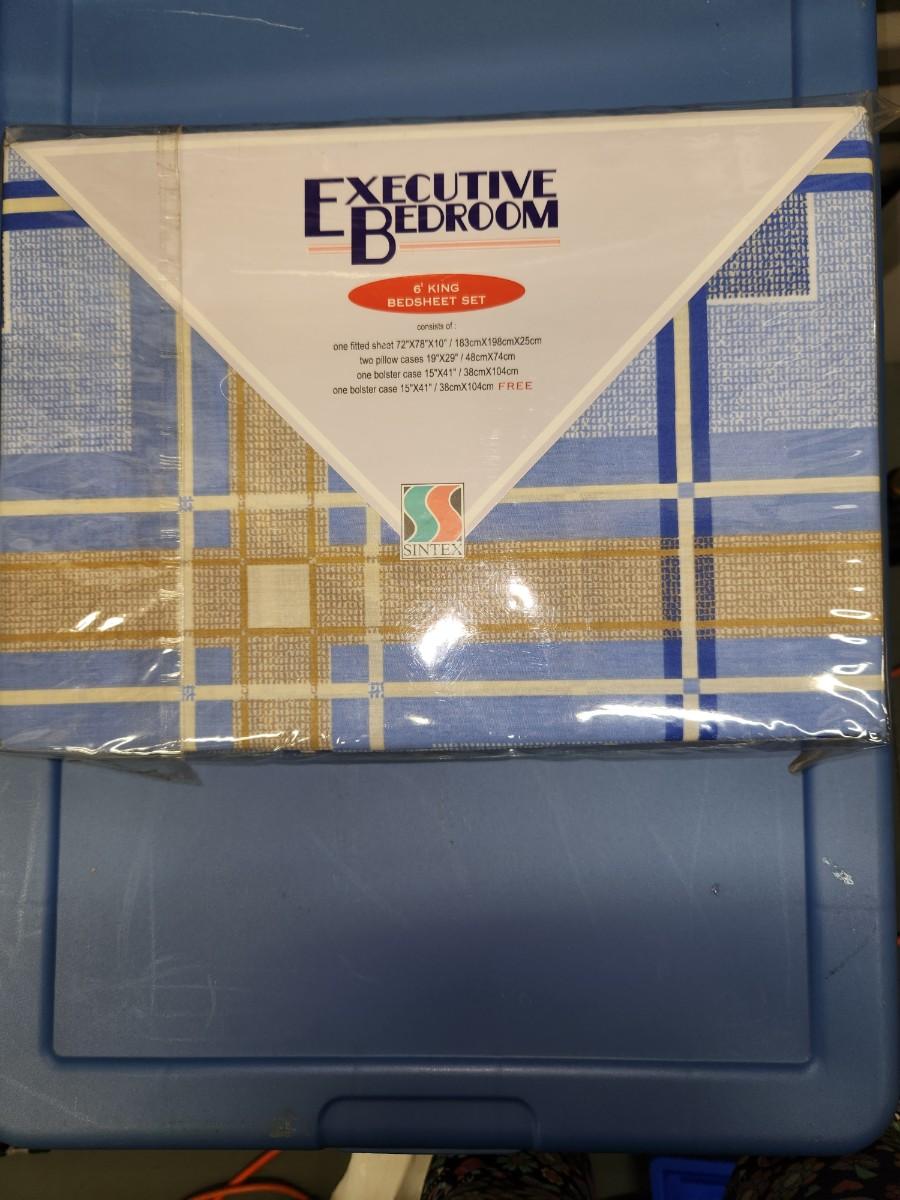 EXECUTIVE
BEDROOM
6' KING
BEDSHEET SET
consists of :
one fitted sheet 72"X78"X10" / 183cmX198cmX25cm
two pillow cases 19"X29" / 48cmX74cm
one bolster case 15"X41" / 38cmX104cm
one bolster case 15"X41" / 38cmX104cm FREE
SINTEX